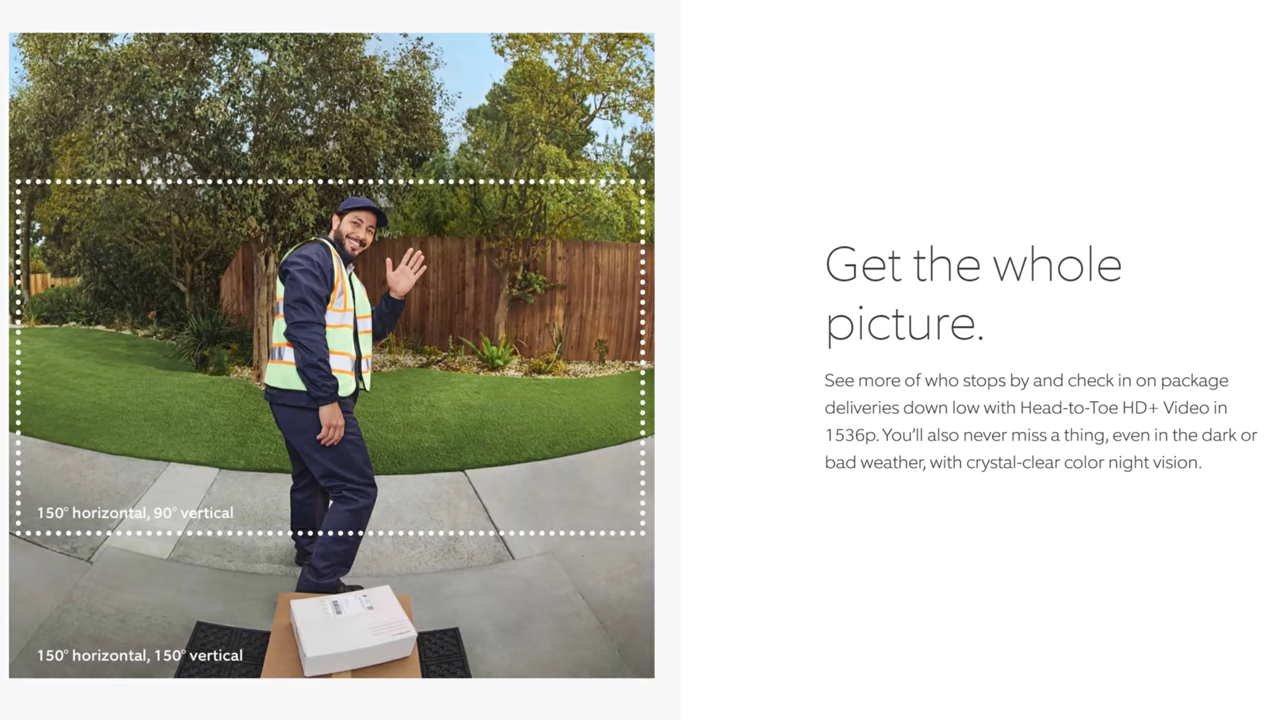 150° horizontal, 90° vertical
150° horizontal, 150° vertical
Get the whole
picture.
See more of who stops by and check in on package
deliveries down low with Head-to-Toe HD+ Video in
1536p. You’ll also never miss a thing, even in the dark or
bad weather, with crystal-clear color night vision.